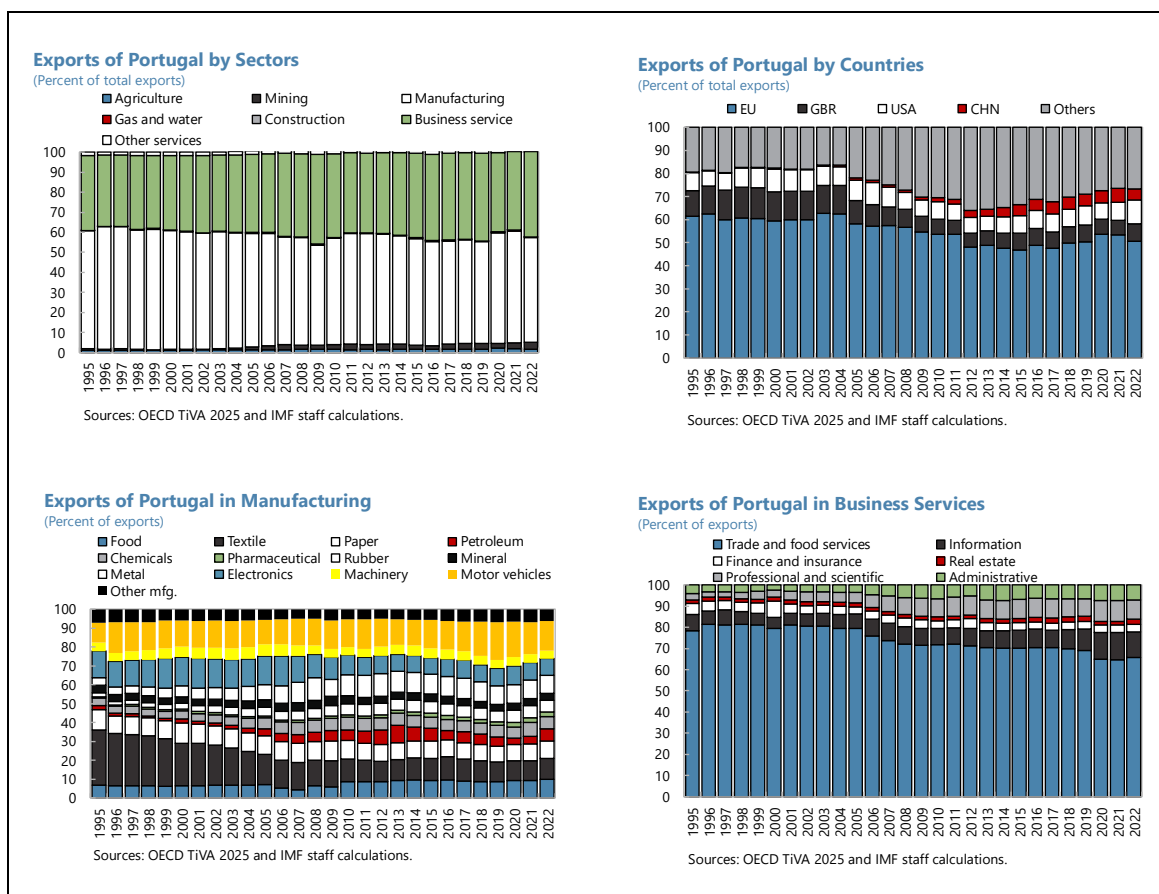 Exports of Portugal by Sectors
(Percent of total exports)
Agriculture Mining Manufacturing
Gas and water Construction Business service
Other services
100
90
80
70
60
50
40
30
20
10
0
1995 1996 1997 1998 1999 2000 2001 2002 2003 2004 2005 2006 2007 2008 2009 2010 2011 2012 2013 2014 2015 2016 2017 2018 2019 2020 2021 2022
Sources: OECD TiVA 2025 and IMF staff calculations.
Exports of Portugal by Countries
(Percent of total exports)
EU GBR USA CHN Others
100
90
80
70
60
50
40
30
20
10
0
1995 1996 1997 1998 1999 2000 2001 2002 2003 2004 2005 2006 2007 2008 2009 2010 2011 2012 2013 2014 2015 2016 2017 2018 2019 2020 2021 2022
Sources: OECD TiVA 2025 and IMF staff calculations.
Exports of Portugal in Manufacturing
(Percent of exports)
Food Textile Paper Petroleum
Chemicals Pharmaceutical Rubber Mineral
Metal Electronics Machinery Motor vehicles
Other mfg.
100
90
80
70
60
50
40
30
20
10
0
1995 1996 1997 1998 1999 2000 2001 2002 2003 2004 2005 2006 2007 2008 2009 2010 2011 2012 2013 2014 2015 2016 2017 2018 2019 2020 2021 2022
Sources: OECD TiVA 2025 and IMF staff calculations.
Exports of Portugal in Business Services
(Percent of exports)
Trade and food services Information
Finance and insurance Real estate
Professional and scientific Administrative
100
90
80
70
60
50
40
30
20
10
0
1995 1996 1997 1998 1999 2000 2001 2002 2003 2004 2005 2006 2007 2008 2009 2010 2011 2012 2013 2014 2015 2016 2017 2018 2019 2020 2021 2022
Sources: OECD TiVA 2025 and IMF staff calculations.